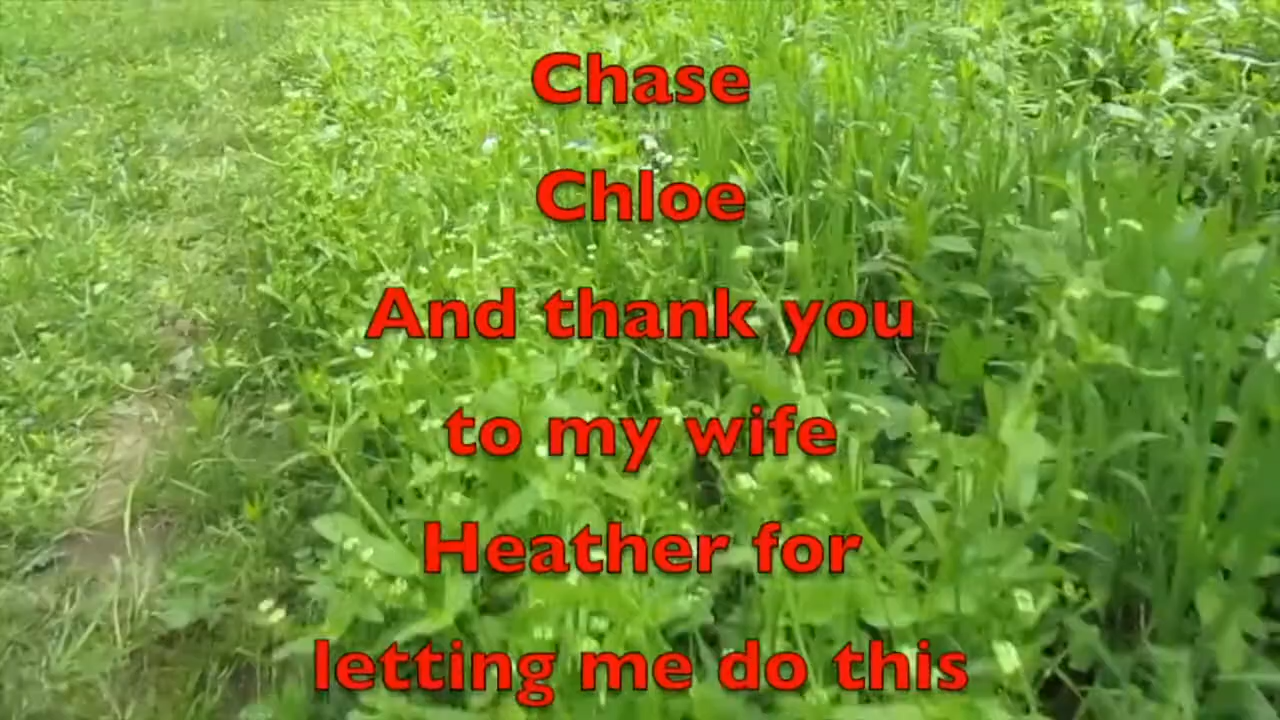 Chase
Chloe
And thank you
to my wife
Heather for
letting me do this